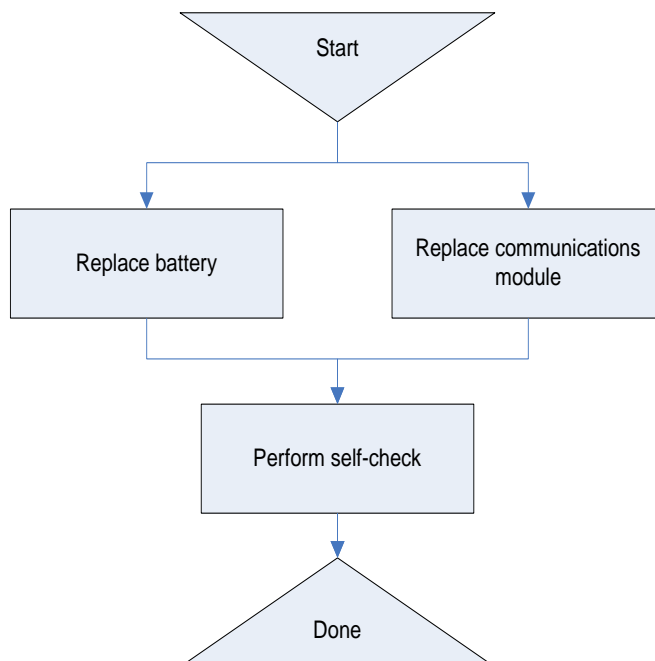 Start
Replace battery
Replace communications
module
Perform self-check
Done